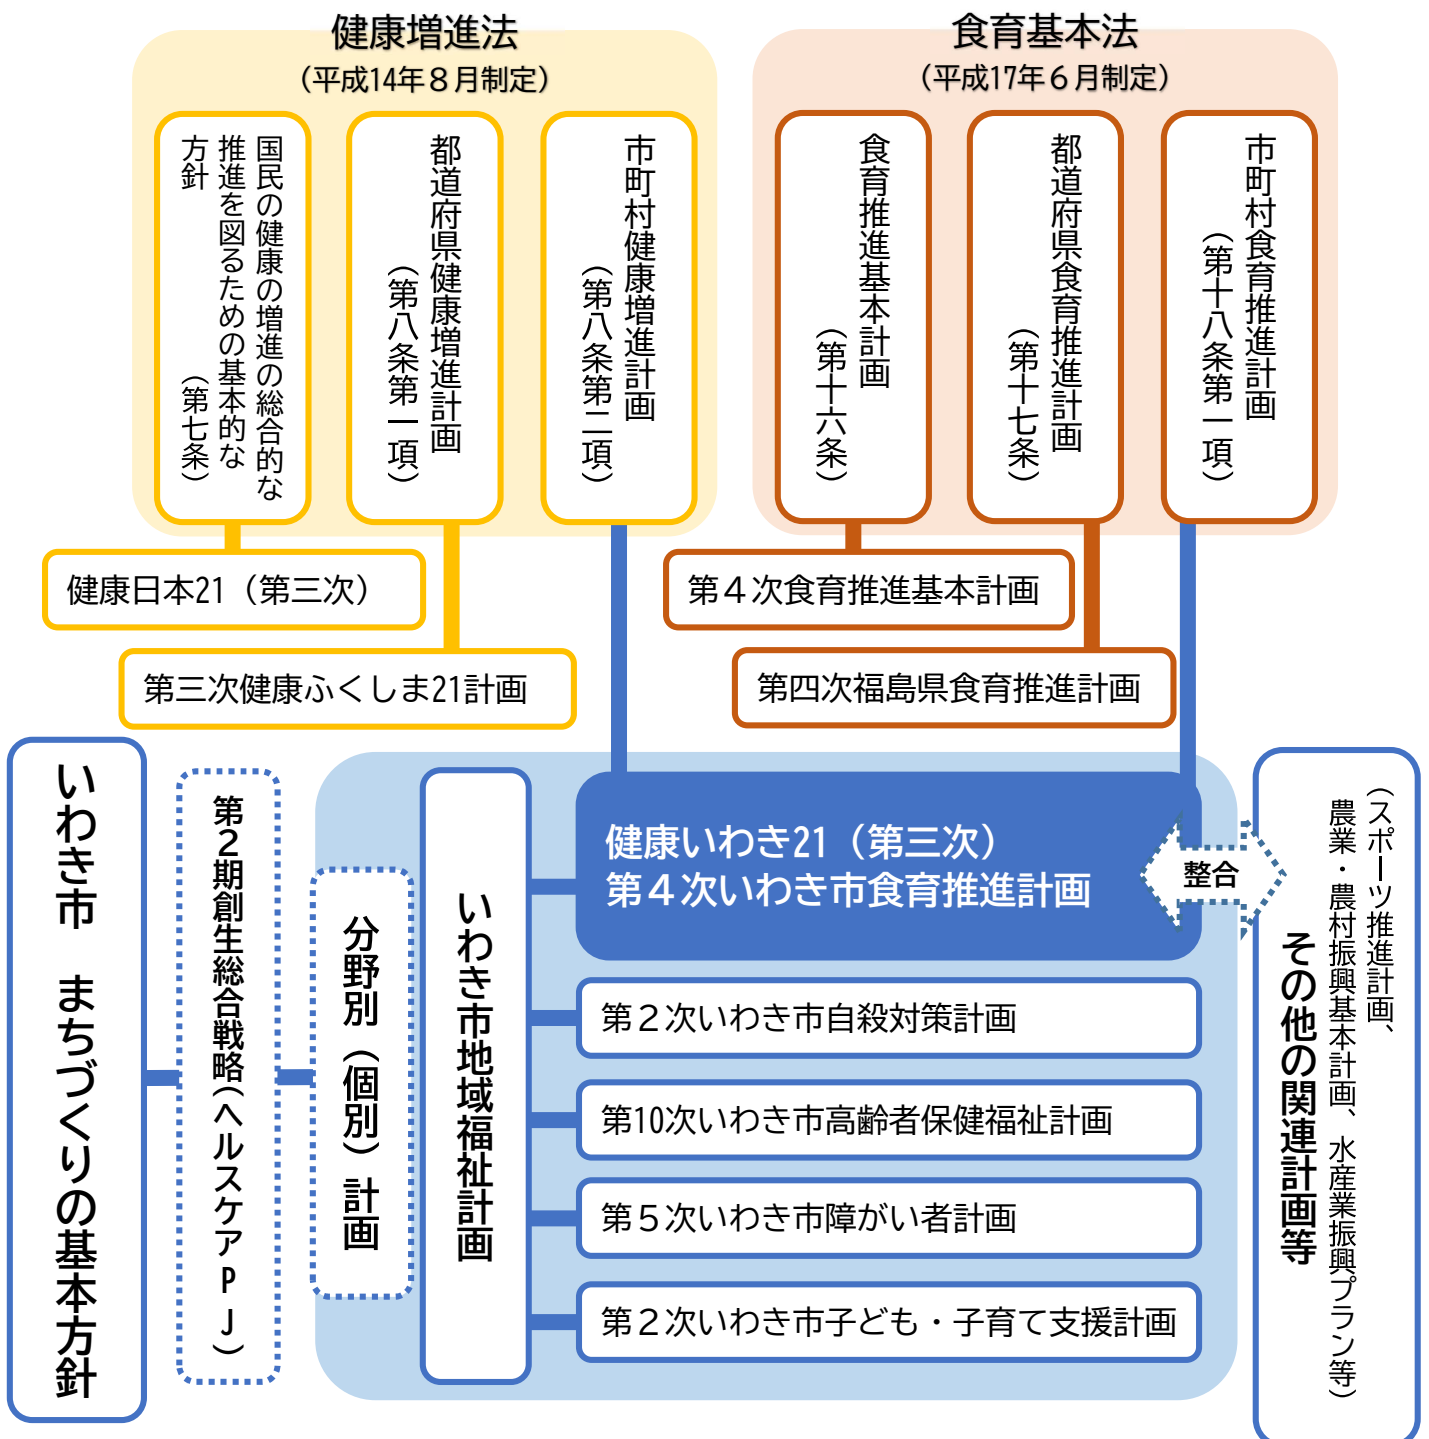 健康増進法
（平成14年８月制定）
国民の健康の増進の総合的な
推進を図るための基本的な
方針　（第七条）
都道府県健康増進計画
（第八条第一項）
市町村健康増進計画
（第八条第二項）
食育基本法
（平成17年６月制定）
食育推進基本計画
（第十六条）
都道府県食育推進計画
（第十七条）
市町村食育推進計画
（第十八条第一項）
健康日本21（第三次）
第三次健康ふくしま21計画
第４次食育推進基本計画
第四次福島県食育推進計画
いわき市　まちづくりの基本方針
第２期創生総合戦略（ヘルスケアＰＪ）
分野別（個別）計画
いわき市地域福祉計画
健康いわき21（第三次）
第４次いわき市食育推進計画
第２次いわき市自殺対策計画
第10次いわき市高齢者保健福祉計画
第５次いわき市障がい者計画
第２次いわき市子ども・子育て支援計画
整合
（スポーツ推進計画、
農業・農村振興基本計画、水産業振興プラン等）
その他の関連計画等